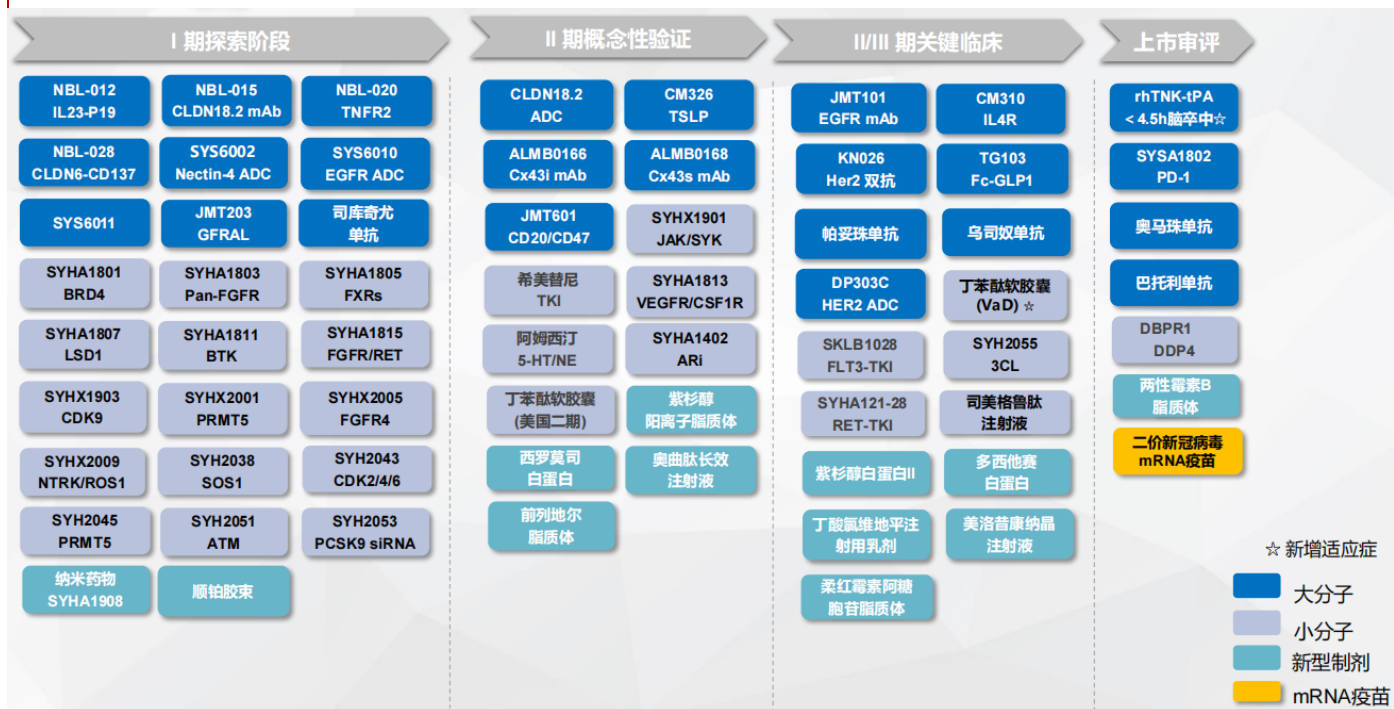 I 期探索阶段
NBL-012
IL23-P19
NBL-015
CLDN18.2 mAb
NBL-020
TNFR2
NBL-028
CLDN6-CD137
SYS6002
Nectin-4 ADC
SYS6010
EGFR ADC
SYS6011
JMT203
GFRAL
司库奇尤
单抗
SYHA1801
BRD4
SYHA1803
Pan-FGFR
SYHA1805
FXRs
SYHA1807
LSD1
SYHA1811
BTK
SYHA1815
FGFR/RET
SYHX1903
CDK9
SYHX2001
PRMT5
SYHX2005
FGFR4
SYHX2009
NTRK/ROS1
SYH2038
SOS1
SYH2043
CDK2/4/6
SYH2045
PRMT5
SYH2051
ATM
SYH2053
PCSK9 siRNA
纳米药物
SYHA1908
顺铂胶束
II 期概念性验证
CLDN18.2
ADC
CM326
TSLP
ALMB0166
Cx43i mAb
ALMB0168
Cx43s mAb
JMT601
CD20/CD47
SYHX1901
JAK/SYK
希美替尼
TKI
SYHA1813
VEGFR/CSF1R
阿姆西汀
5-HT/NE
SYHA1402
ARi
丁苯酞软胶囊
(美国二期)
紫杉醇
阳离子脂质体
西罗莫司
白蛋白
奥曲肽长效
注射液
前列地尔
脂质体
II/III 期关键临床
JMT101
EGFR mAb
CM310
IL4R
KN026
Her2 双抗
TG103
Fc-GLP1
帕妥珠单抗
乌司奴单抗
DP303C
HER2 ADC
丁苯酞软胶囊
(VaD) ☆
SKLB1028
FLT3-TKI
SYH2055
3CL
SYHA121-28
RET-TKI
司美格鲁肽
注射液
紫杉醇白蛋白II
多西他赛
白蛋白
丁酸氯维地平注
射用乳剂
美洛昔康纳晶
注射液
柔红霉素阿糖
胞苷脂质体
上市审评
rhTNK-tPA
< 4.5h脑卒中☆
SYSA1802
PD-1
奥马珠单抗
巴托利单抗
DBPR1
DDP4
两性霉素B
脂质体
二价新冠病毒
mRNA疫苗
☆ 新增适应症
大分子
小分子
新型制剂
mRNA疫苗